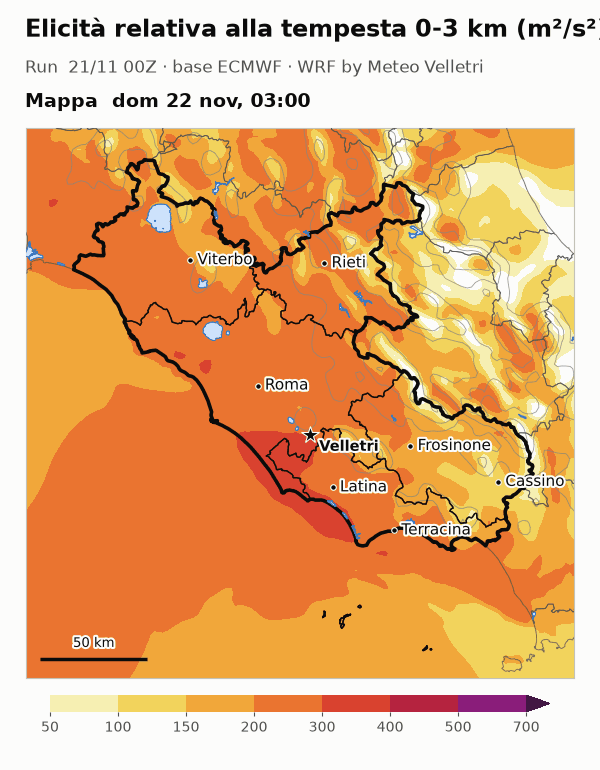 Elicità relativa alla tempesta 0-3 km (m²/s²)
Run  21/11 00Z · base ECMWF · WRF by Meteo Velletri
Mappa  dom 22 nov, 03:00
Viterbo
Rieti
Roma
Velletri
Frosinone
Cassino
Latina
Terracina
50 km
50 100 150 200 300 400 500 700